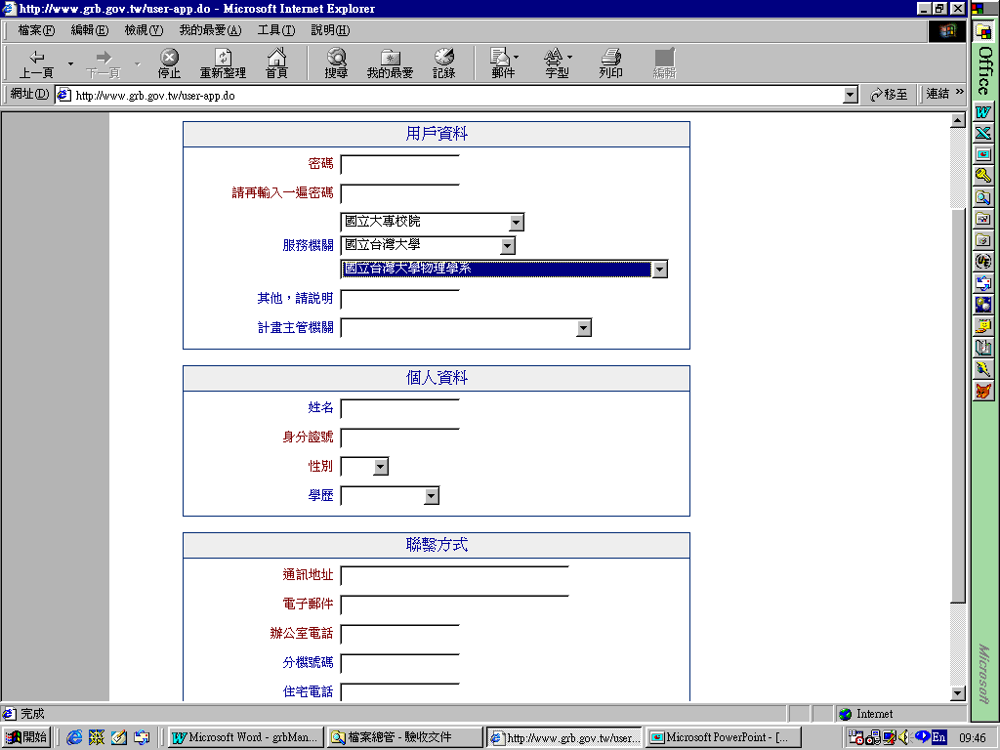 http://www.grb.gov.tw/user-app.do - Microsoft Internet Explorer
檔案(F) 編輯(E) 檢視(V) 我的最愛(A) 工具(T) 說明(H)
上一頁 下一頁 停止 重新整理 首頁 搜尋 我的最愛 記錄 郵件 字型 列印 編輯
網址(D) http://www.grb.gov.tw/user-app.do 移至 連結 »
Office
用戶資料
密碼
請再輸入一遍密碼
國立大專校院
服務機關 國立台灣大學
國立台灣大學物理學系
其他，請說明
計畫主管機關
個人資料
姓名
身分證號
性別
學歷
聯繫方式
通訊地址
電子郵件
辦公室電話
分機號碼
住宅電話
Microsoft
完成 Internet
開始 Microsoft Word - grbMan... 檔案總管 - 驗收文件 http://www.grb.gov.tw/user... Microsoft PowerPoint - [... En 09:46